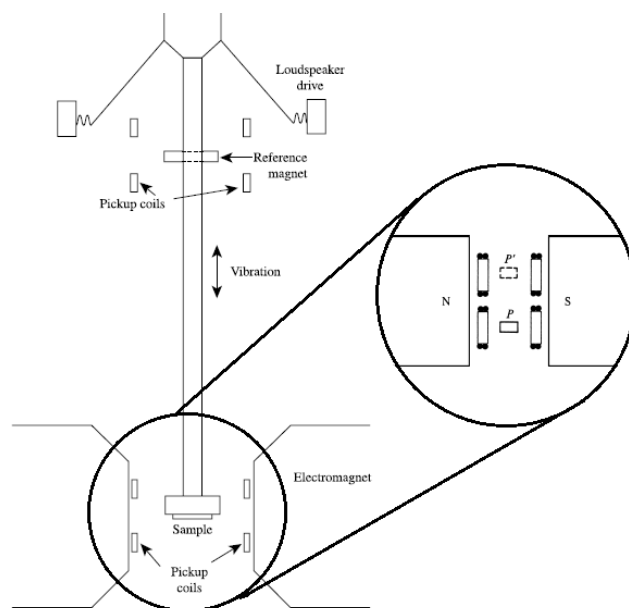 Loudspeaker
drive
Reference
magnet
Pickup coils
Vibration
P'
N
S
P
Electromagnet
Sample
Pickup
coils